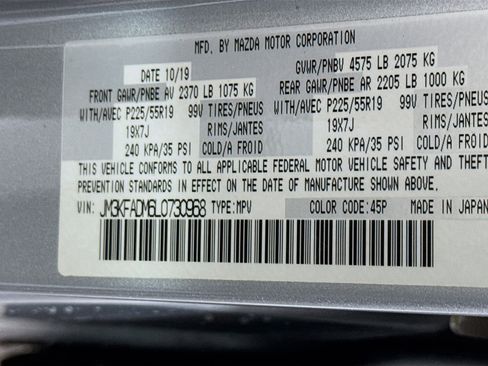 MFD. BY MAZDA MOTOR CORPORATION
DATE 10/19 GVWR/PNBV 4575 LB 2075 KG
FRONT GAWR/PNBE AV 2370 LB 1075 KG REAR GAWR/PNBE AR 2205 LB 1000 KG
WITH/AVEC P225/55R19 99V TIRES/PNEUS WITH/AVEC P225/55R19 99V TIRES/PNEUS
19X7J RIMS/JANTES 19X7J RIMS/JANTES
240 KPA/35 PSI COLD/A FROID 240 KPA/35 PSI COLD/A FROID
THIS VEHICLE CONFORMS TO ALL APPLICABLE FEDERAL MOTOR VEHICLE SAFETY AND THEFT
PREVENTION STANDARDS IN EFFECT ON THE DATE OF MANUFACTURE SHOWN ABOVE.
VIN: JM3KFADM6L0730968 TYPE:MPV COLOR CODE:45P MADE IN JAPAN